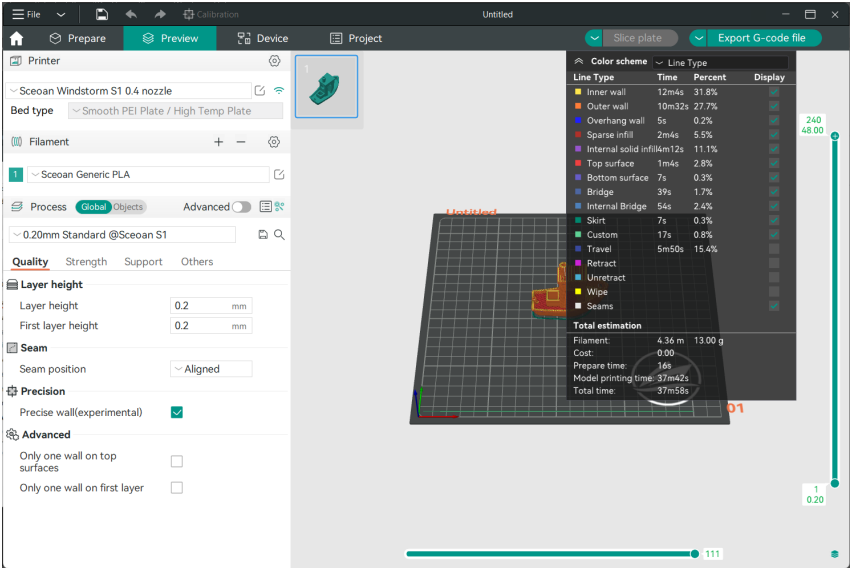 File
Calibration
Untitled
Prepare
Preview
Device
Project
Slice plate
Export G-code file
Printer
Sceoan Windstorm S1 0.4 nozzle
Bed type
Smooth PEI Plate / High Temp Plate
Filament
1
Sceoan Generic PLA
Process
Global
Objects
Advanced
0.20mm Standard @Sceoan S1
Quality
Strength
Support
Others
Layer height
Layer height
0.2 mm
First layer height
0.2 mm
Seam
Seam position
Aligned
Precision
Precise wall(experimental)
Advanced
Only one wall on top
surfaces
Only one wall on first layer
1
Untitled
01
Color scheme
Line Type
Line Type Time Percent Display
Inner wall 12m4s 31.8%
Outer wall 10m32s 27.7%
Overhang wall 5s 0.2%
Sparse infill 2m4s 5.5%
Internal solid infill4m12s 11.1%
Top surface 1m4s 2.8%
Bottom surface 7s 0.3%
Bridge 39s 1.7%
Internal Bridge 54s 2.4%
Skirt 7s 0.3%
Custom 17s 0.8%
Travel 5m50s 15.4%
Retract
Unretract
Wipe
Seams
Total estimation
Filament: 4.36 m 13.00 g
Cost: 0.00
Prepare time: 16s
Model printing time: 37m42s
Total time: 37m58s
240
48.00
1
0.20
111